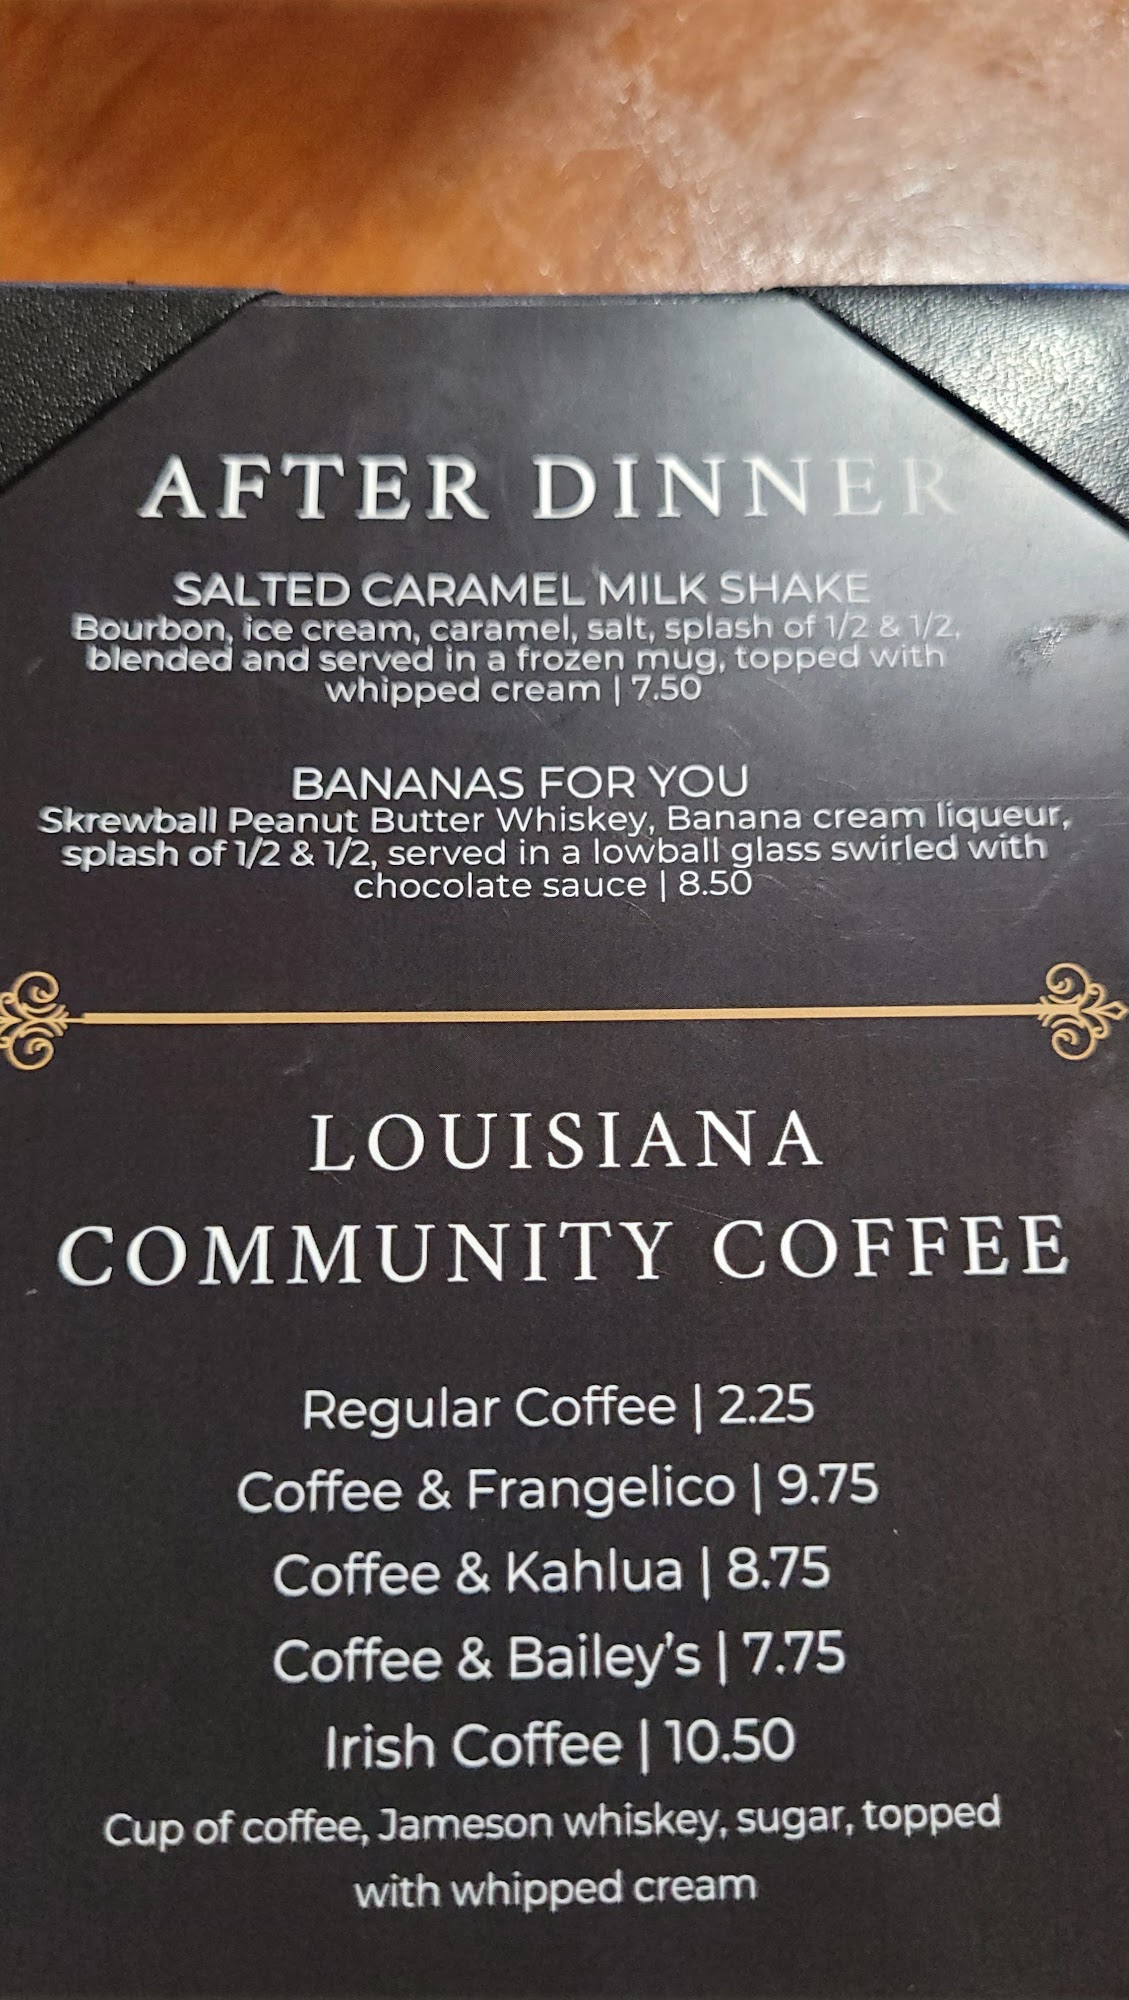 AFTER DINNER
SALTED CARAMEL MILK SHAKE
Bourbon, ice cream, caramel, salt, splash of 1/2 & 1/2,
blended and served in a frozen mug, topped with
whipped cream | 7.50
BANANAS FOR YOU
Skrewball Peanut Butter Whiskey, Banana cream liqueur,
splash of 1/2 & 1/2, served in a lowball glass swirled with
chocolate sauce | 8.50
LOUISIANA
COMMUNITY COFFEE
Regular Coffee | 2.25
Coffee & Frangelico | 9.75
Coffee & Kahlua | 8.75
Coffee & Bailey's | 7.75
Irish Coffee | 10.50
Cup of coffee, Jameson whiskey, sugar, topped
with whipped cream